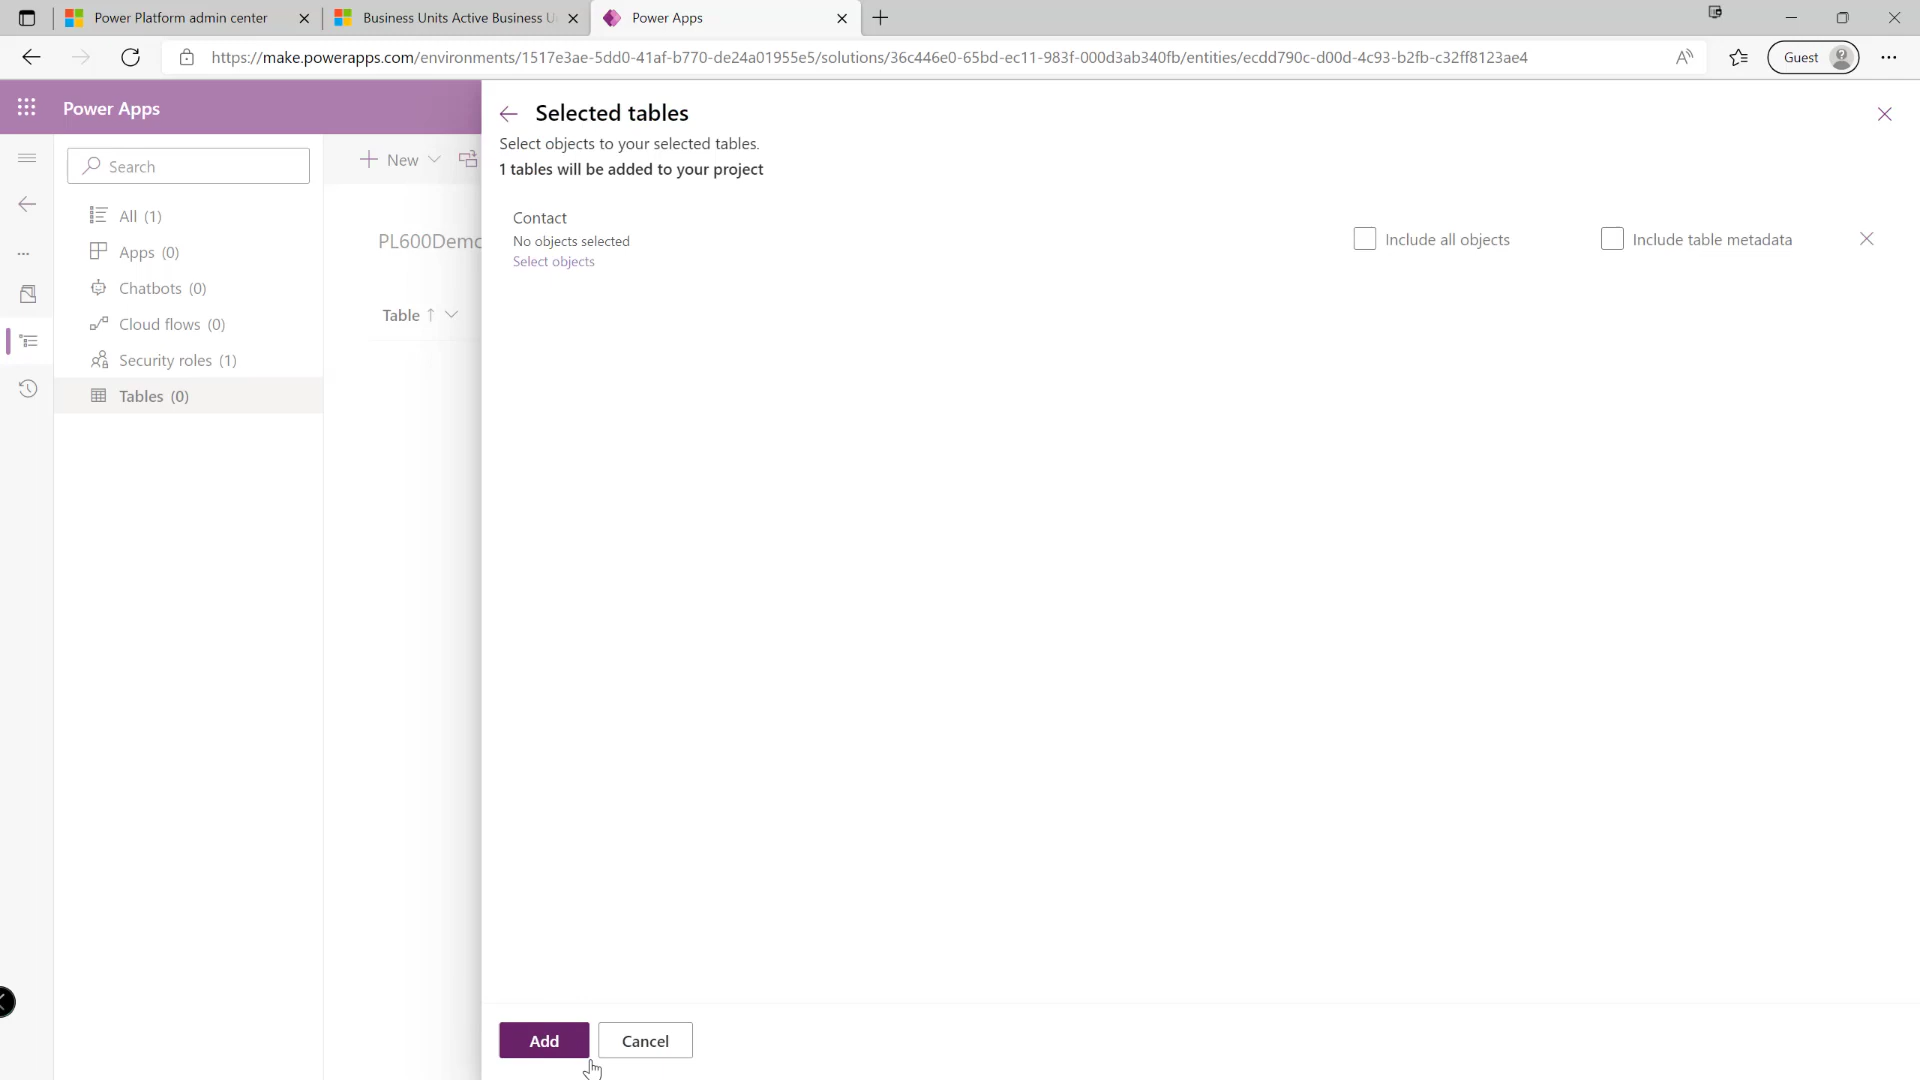 Power Platform admin center
Business Units Active Business U
Power Apps
https://make.powerapps.com/environments/1517e3ae-5dd0-41af-b770-de24a01955e5/solutions/36c446e0-65bd-ec11-983f-000d3ab340fb/entities/ecdd790c-d00d-4c93-b2fb-c32ff8123ae4
Guest
Power Apps
Search
All (1)
Apps (0)
Chatbots (0)
Cloud flows (0)
Security roles (1)
Tables (0)
New
PL600Demo
Table
Selected tables
Select objects to your selected tables.
1 tables will be added to your project
Contact
No objects selected
Select objects
Include all objects
Include table metadata
Add
Cancel